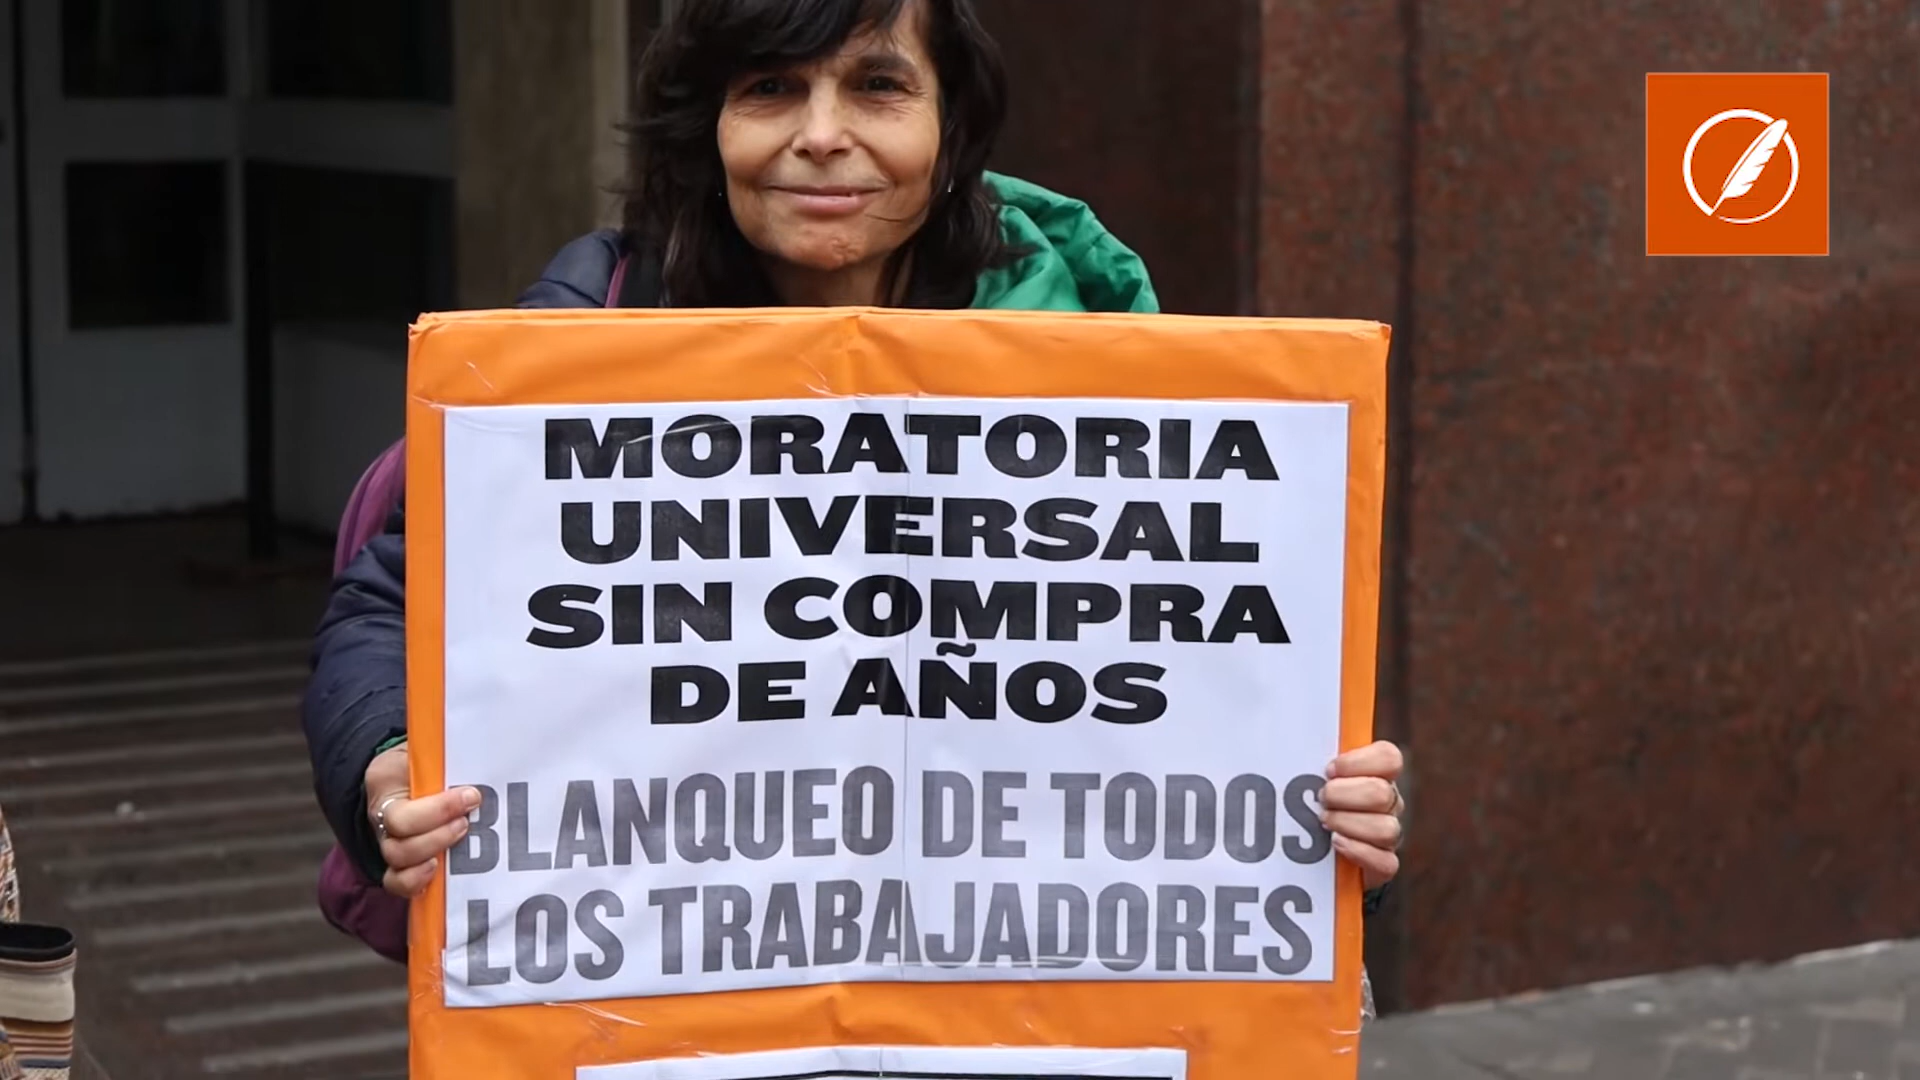 MORATORIA
UNIVERSAL
SIN COMPRA
DE AÑOS
BLANQUEO DE TODOS
LOS TRABAJADORES